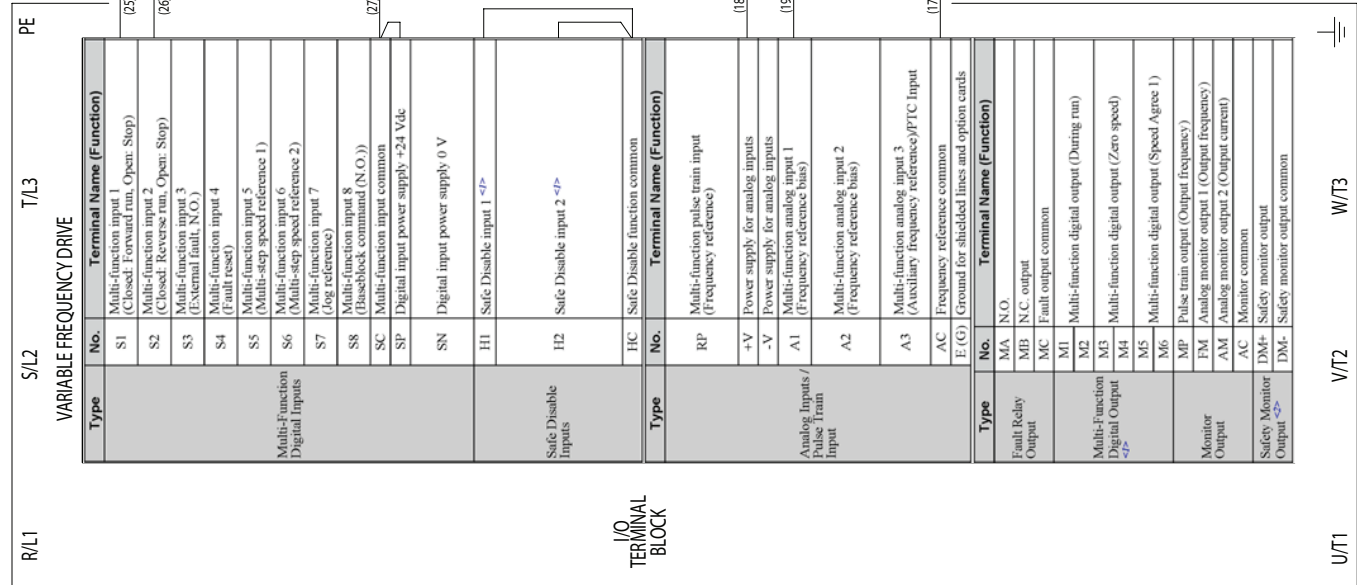 R/L1 S/L2 T/L3 PE
VARIABLE FREQUENCY DRIVE
Type No. Terminal Name (Function)
Multi-Function
Digital Inputs
S1 Multi-function input 1
(Closed: Forward run, Open: Stop)
(25)
S2 Multi-function input 2
(Closed: Reverse run, Open: Stop)
(26)
S3 Multi-function input 3
(External fault, N.O.)
S4 Multi-function input 4
(Fault reset)
S5 Multi-function input 5
(Multi-step speed reference 1)
S6 Multi-function input 6
(Multi-step speed reference 2)
S7 Multi-function input 7
(Jog reference)
S8 Multi-function input 8
(Baseblock command (N.O.))
SC Multi-function input common
(27)
SP Digital input power supply +24 Vdc
SN Digital input power supply 0 V
Safe Disable
Inputs
H1 Safe Disable input 1 <1>
H2 Safe Disable input 2 <1>
HC Safe Disable function common
I/O
TERMINAL
BLOCK
Type No. Terminal Name (Function)
Analog Inputs /
Pulse Train
Input
RP Multi-function pulse train input
(Frequency reference)
+V Power supply for analog inputs
(18
-V Power supply for analog inputs
A1 Multi-function analog input 1
(Frequency reference bias)
(19
A2 Multi-function analog input 2
(Frequency reference bias)
A3 Multi-function analog input 3
(Auxiliary frequency reference)/PTC Input
AC Frequency reference common
(17
E (G) Ground for shielded lines and option cards
Type No. Terminal Name (Function)
Fault Relay
Output
MA N.O.
MB N.C. output
MC Fault output common
Multi-Function
Digital Output
<1>
M1 Multi-function digital output (During run)
M2
M3 Multi-function digital output (Zero speed)
M4
M5 Multi-function digital output (Speed Agree 1)
M6
Monitor
Output
MP Pulse train output (Output frequency)
FM Analog monitor output 1 (Output frequency)
AM Analog monitor output 2 (Output current)
AC Monitor common
Safety Monitor
Output <2>
DM+ Safety monitor output
DM- Safety monitor output common
U/T1 V/T2 W/T3